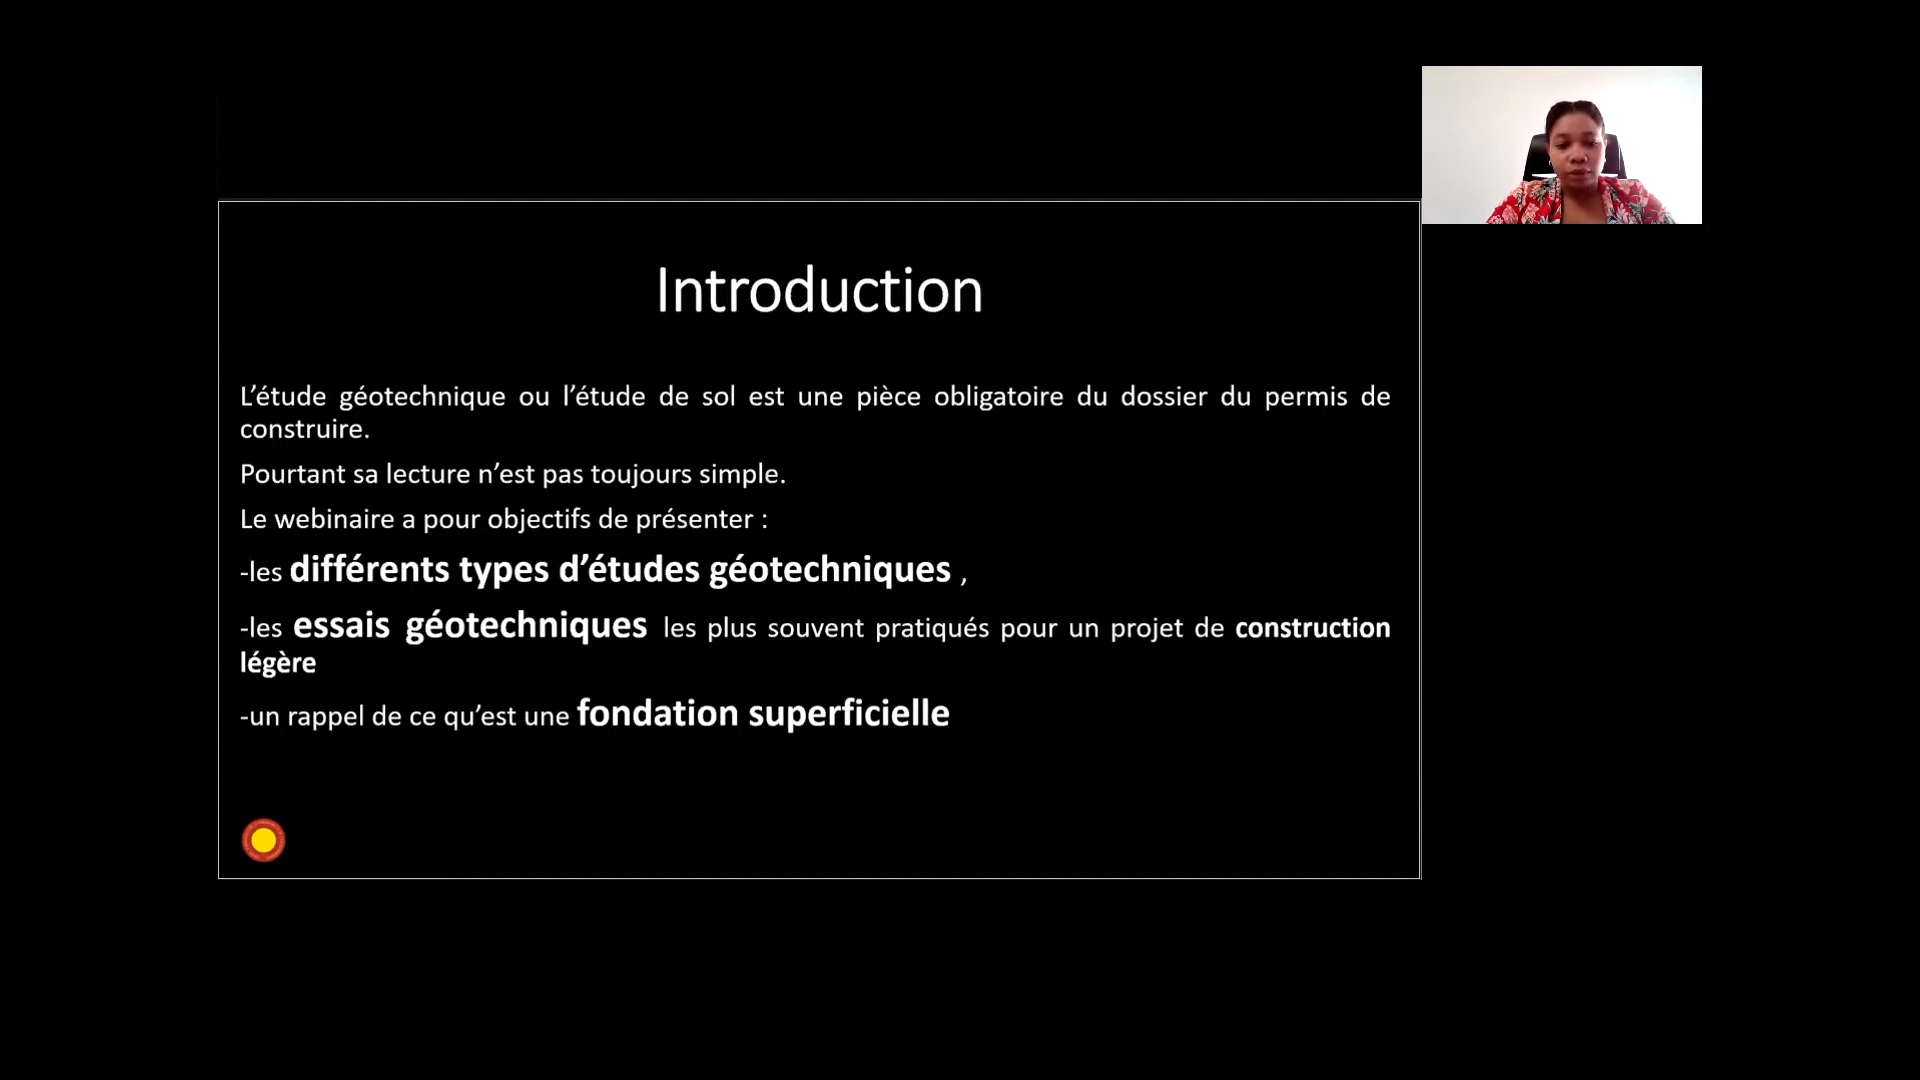 Introduction
L’étude géotechnique ou l’étude de sol est une pièce obligatoire du dossier du permis de
construire.
Pourtant sa lecture n’est pas toujours simple.
Le webinaire a pour objectifs de présenter :
-les différents types d’études géotechniques ,
-les essais géotechniques les plus souvent pratiqués pour un projet de construction
légère
-un rappel de ce qu’est une fondation superficielle